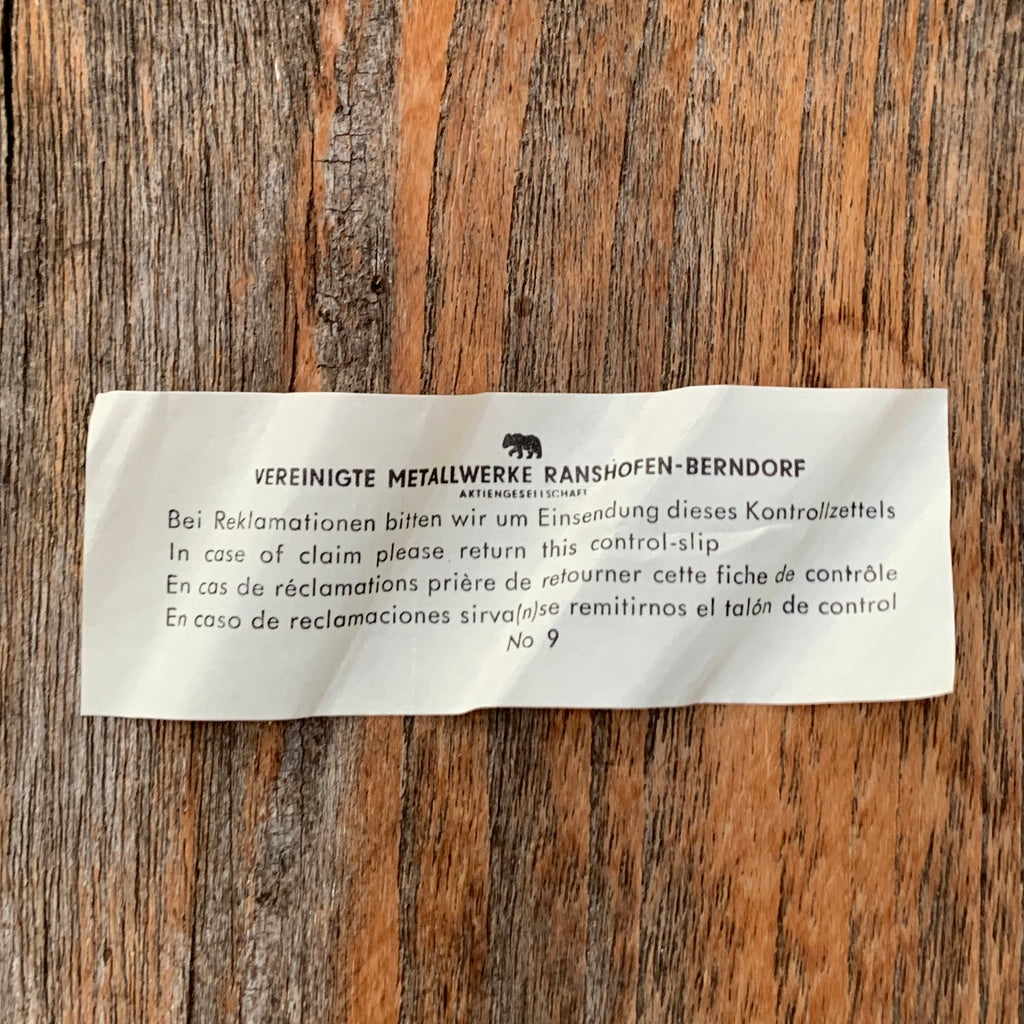 VEREINIGTE METALLWERKE RANSHOFEN-BERNDORF
AKTIENGESELLSCHAFT
Bei Reklamationen bitten wir um Einsendung dieses Kontrollzettels
In case of claim please return this control-slip
En cas de réclamations prière de retourner cette fiche de contrôle
En caso de reclamaciones sirva(n)se remitirnos el talón de control
No 9